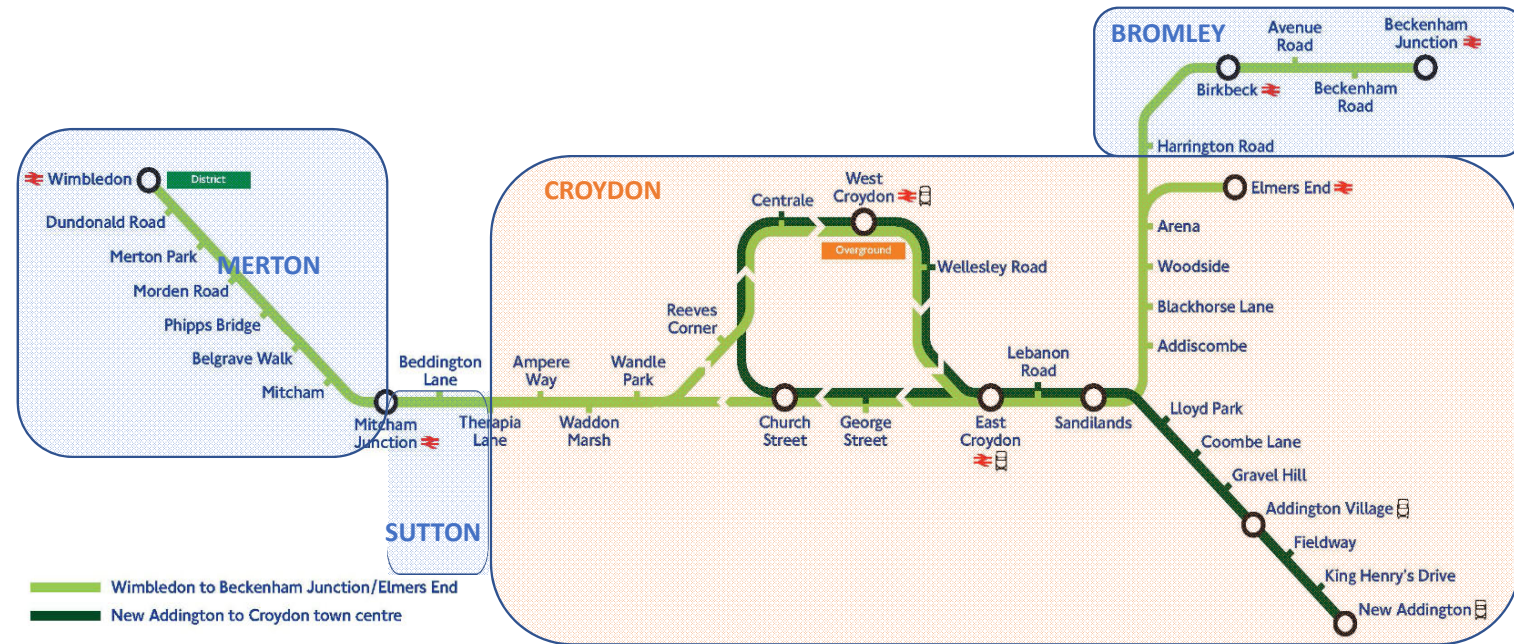 BROMLEY
Avenue
Road
Beckenham
Junction
Birkbeck
Beckenham
Road
Harrington Road
Wimbledon
District
Dundonald Road
Merton Park
MERTON
Morden Road
Phipps Bridge
Belgrave Walk
Mitcham
Mitcham
Junction
Beddington
Lane
Therapia
Lane
SUTTON
CROYDON
Ampere
Way
Waddon
Marsh
Wandle
Park
Reeves
Corner
Centrale
West
Croydon
Overground
Wellesley Road
Church
Street
George
Street
East
Croydon
Lebanon
Road
Sandilands
Elmers End
Arena
Woodside
Blackhorse Lane
Addiscombe
Lloyd Park
Coombe Lane
Gravel Hill
Addington Village
Fieldway
King Henry's Drive
New Addington
Wimbledon to Beckenham Junction/Elmers End
New Addington to Croydon town centre